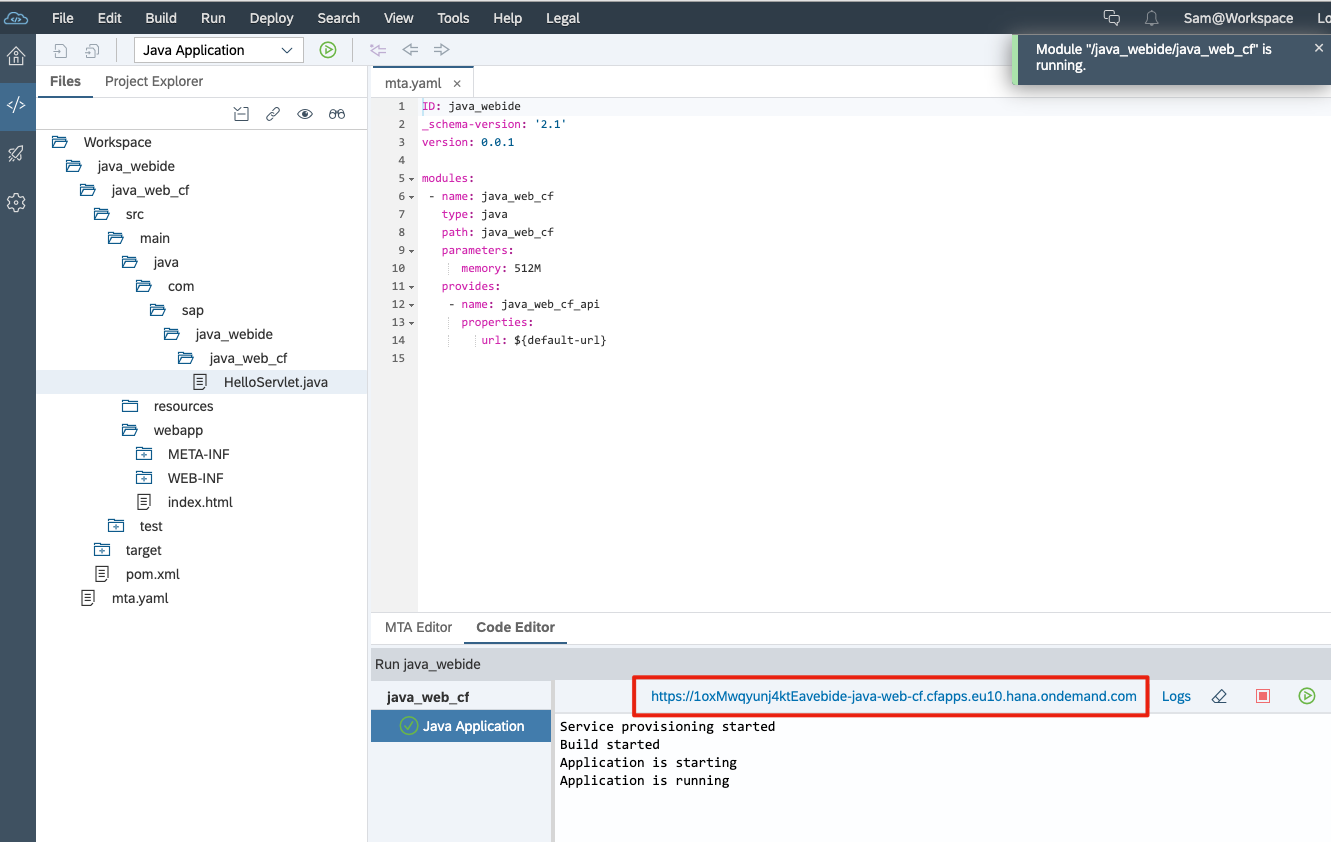 File Edit Build Run Deploy Search View Tools Help Legal Sam@Workspace Lo
Java Application
Module "/java_webide/java_web_cf" is
running.
Files Project Explorer
mta.yaml
Workspace
java_webide
java_web_cf
src
main
java
com
sap
java_webide
java_web_cf
HelloServlet.java
resources
webapp
META-INF
WEB-INF
index.html
test
target
pom.xml
mta.yaml
1 ID: java_webide
2 _schema-version: '2.1'
3 version: 0.0.1
4
5 modules:
6 - name: java_web_cf
7 type: java
8 path: java_web_cf
9 parameters:
10 memory: 512M
11 provides:
12 - name: java_web_cf_api
13 properties:
14 url: ${default-url}
15
MTA Editor Code Editor
Run java_webide
java_web_cf
Java Application
https://1oxMwqyunj4ktEavebide-java-web-cf.cfapps.eu10.hana.ondemand.com Logs
Service provisioning started
Build started
Application is starting
Application is running